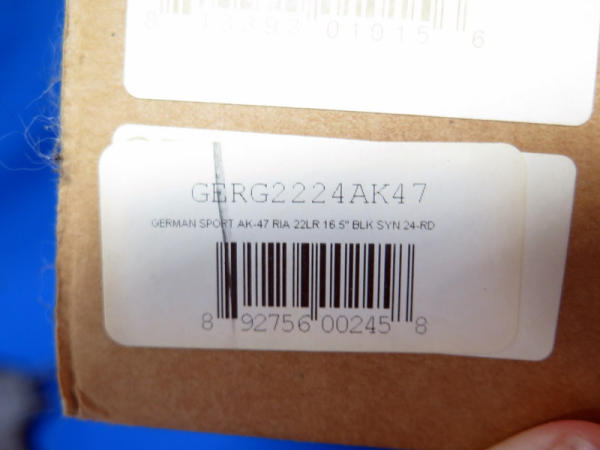 8 13393 01915 6
GERG2224AK47
GERMAN SPORT AK-47 RIA 22LR 16.5" BLK SYN 24-RD
8 92756 00245 8